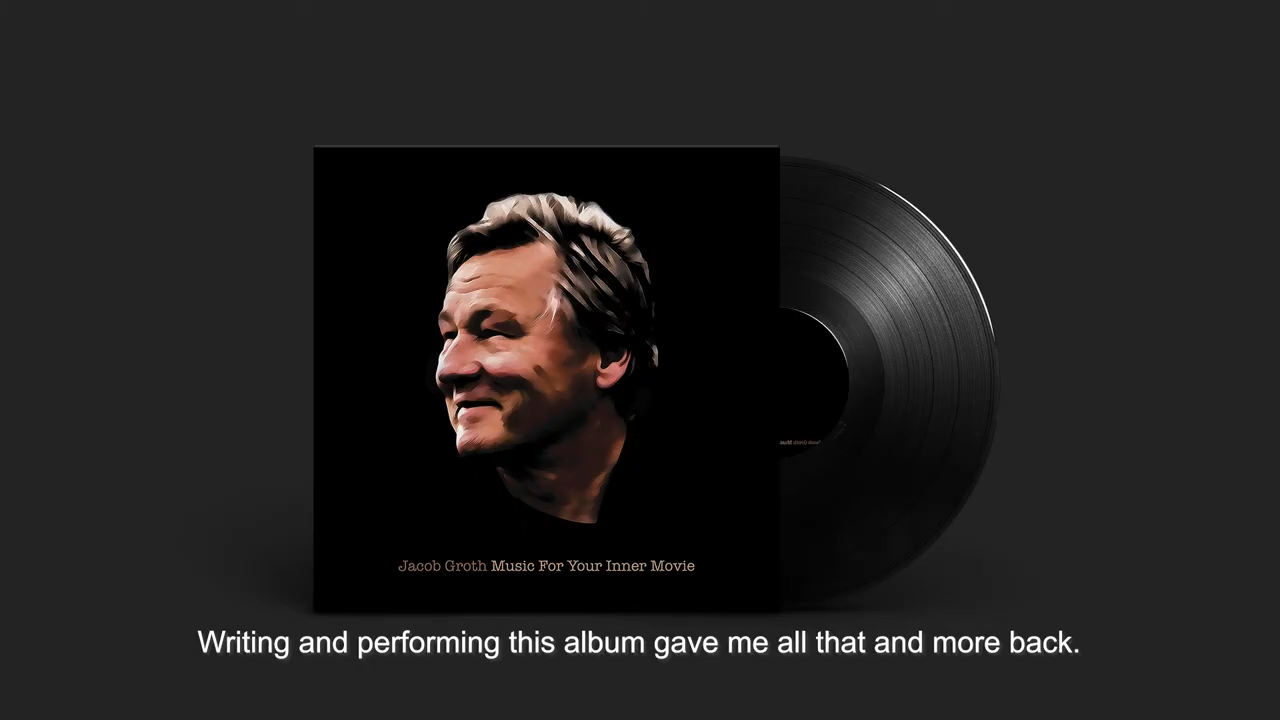 Jacob Groth Music For Your Inner Movie
Writing and performing this album gave me all that and more back.